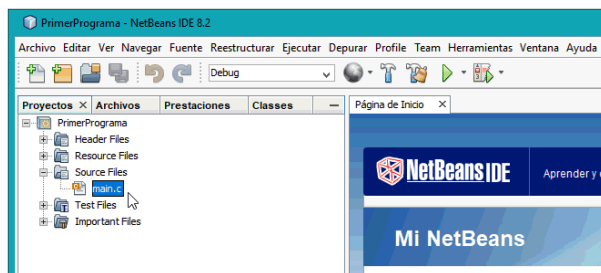 PrimerPrograma - NetBeans IDE 8.2
Archivo Editar Ver Navegar Fuente Reestructurar Ejecutar Depurar Profile Team Herramientas Ventana Ayuda
Debug
Proyectos × Archivos Prestaciones Classes —
Página de Inicio ×
PrimerPrograma
Header Files
Resource Files
Source Files
main.c
Test Files
Important Files
NetBeans IDE
Aprender y
Mi NetBeans